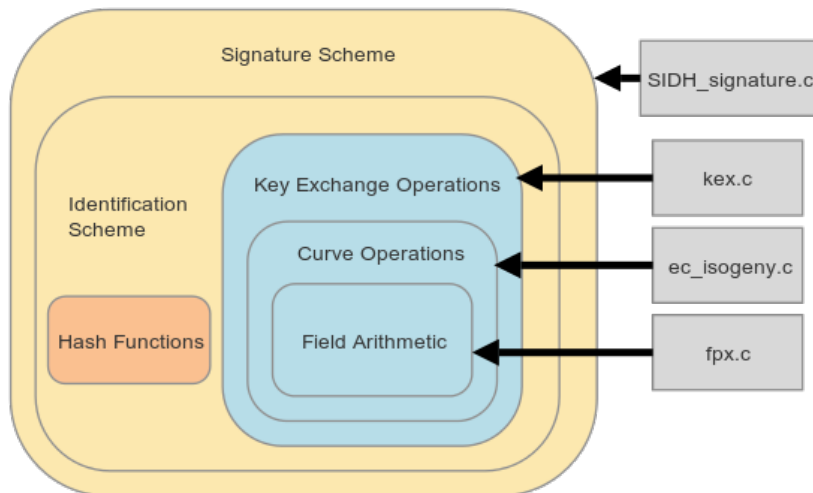 Signature Scheme
SIDH_signature.c
Key Exchange Operations
kex.c
Identification
Scheme
Curve Operations
ec_isogeny.c
Hash Functions
Field Arithmetic
fpx.c